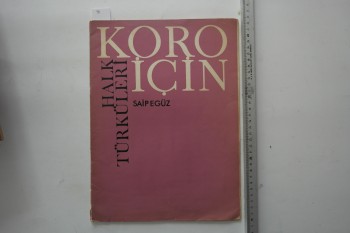 KORO
İÇİN
HALK
TÜRKÜLERİ
SAİP EGÜZ